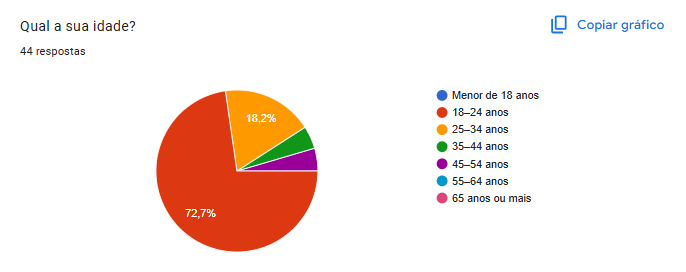 Qual a sua idade?
Copiar gráfico
44 respostas
18,2%
72,7%
Menor de 18 anos
18–24 anos
25–34 anos
35–44 anos
45–54 anos
55–64 anos
65 anos ou mais